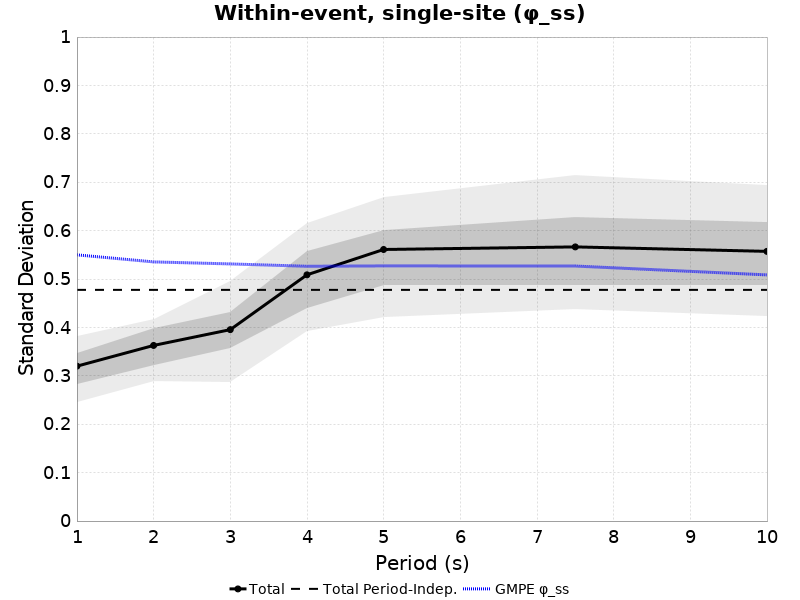 Within-event, single-site (φ_ss)
Standard Deviation
1
0.9
0.8
0.7
0.6
0.5
0.4
0.3
0.2
0.1
0
1 2 3 4 5 6 7 8 9 10
Period (s)
Total Total Period-Indep. GMPE φ_ss